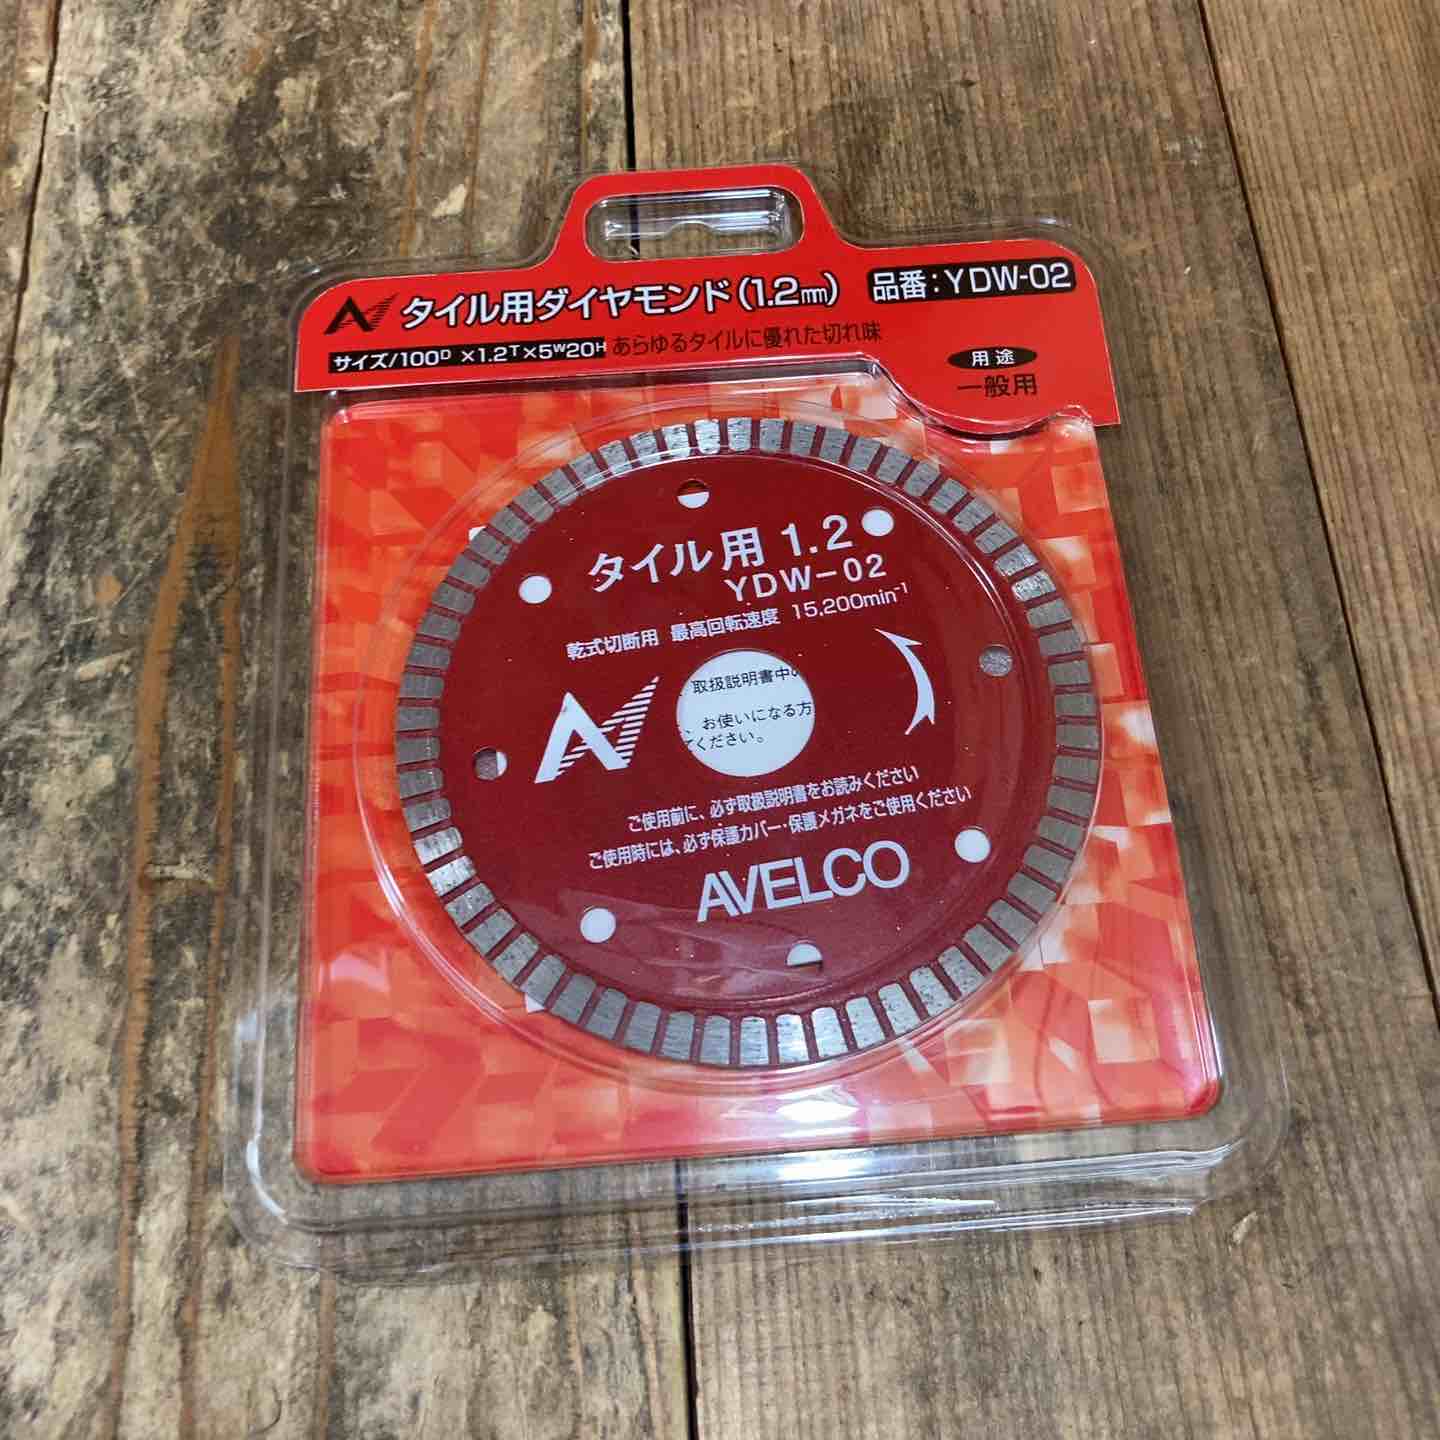 タイル用ダイヤモンド(1.2㎜)
品番:YDW-02
サイズ/100ᴰ ×1.2ᵀ×5ᵂ20ᴴ
あらゆるタイルに優れた切れ味
用途
一般用
タイル用 1.2
YDW-02
乾式切断用 最高回転速度 15,200min⁻¹
取扱説明書中の
、お使いになる方
てください。
ご使用前に、必ず取扱説明書をお読みください
ご使用時には、必ず保護カバー・保護メガネをご使用ください
AVELCO